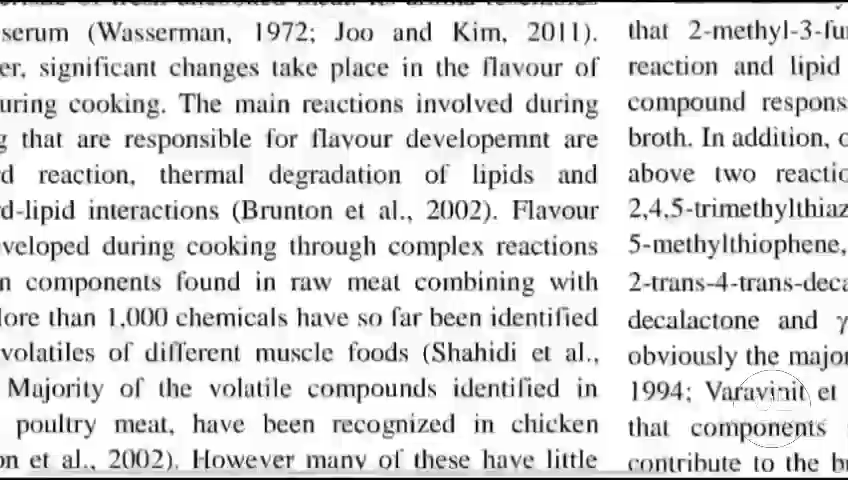 serum (Wasserman, 1972; Joo and Kim, 2011).
er, significant changes take place in the flavour of
uring cooking. The main reactions involved during
g that are responsible for flavour developemnt are
d reaction, thermal degradation of lipids and
d-lipid interactions (Brunton et al., 2002). Flavour
veloped during cooking through complex reactions
n components found in raw meat combining with
lore than 1,000 chemicals have so far been identified
volatiles of different muscle foods (Shahidi et al.,
Majority of the volatile compounds identified in
poultry meat, have been recognized in chicken
on et al., 2002). However many of these have little
that 2-methyl-3-fu
reaction and lipid
compound respons
broth. In addition, o
above two reactio
2,4,5-trimethylthiaz
5-methylthiophene,
2-trans-4-trans-deca
decalactone and γ
obviously the major
1994; Varavinit et
that components
contribute to the br